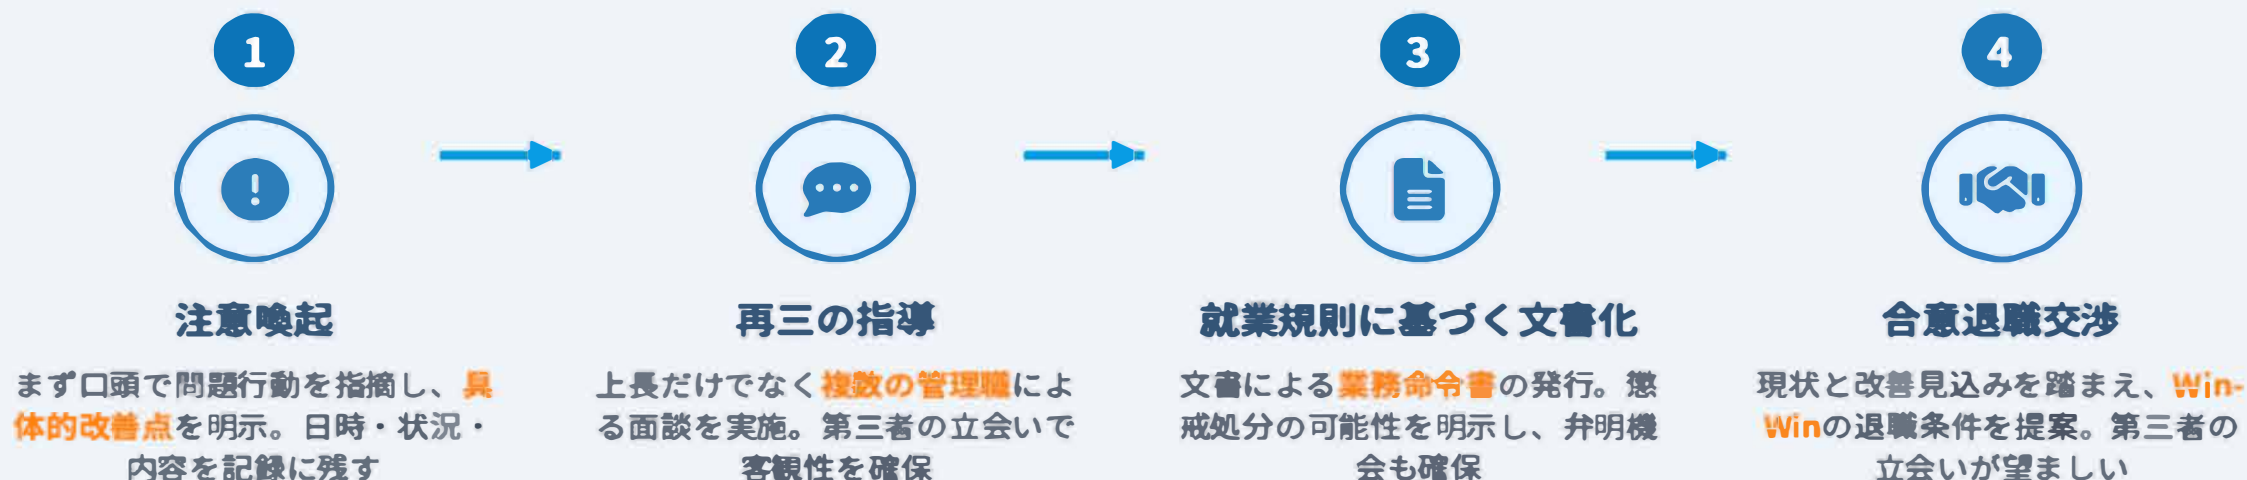 1
注意喚起
まず口頭で問題行動を指摘し、具
体的改善点を明示。日時・状況・
内容を記録に残す
2
再三の指導
上長だけでなく複数の管理職によ
る面談を実施。第三者の立会いで
客観性を確保
3
就業規則に基づく文書化
文書による業務命令書の発行。懲
戒処分の可能性を明示し、弁明機
会も確保
4
合意退職交渉
現状と改善見込みを踏まえ、Win-
Winの退職条件を提案。第三者の
立会いが望ましい